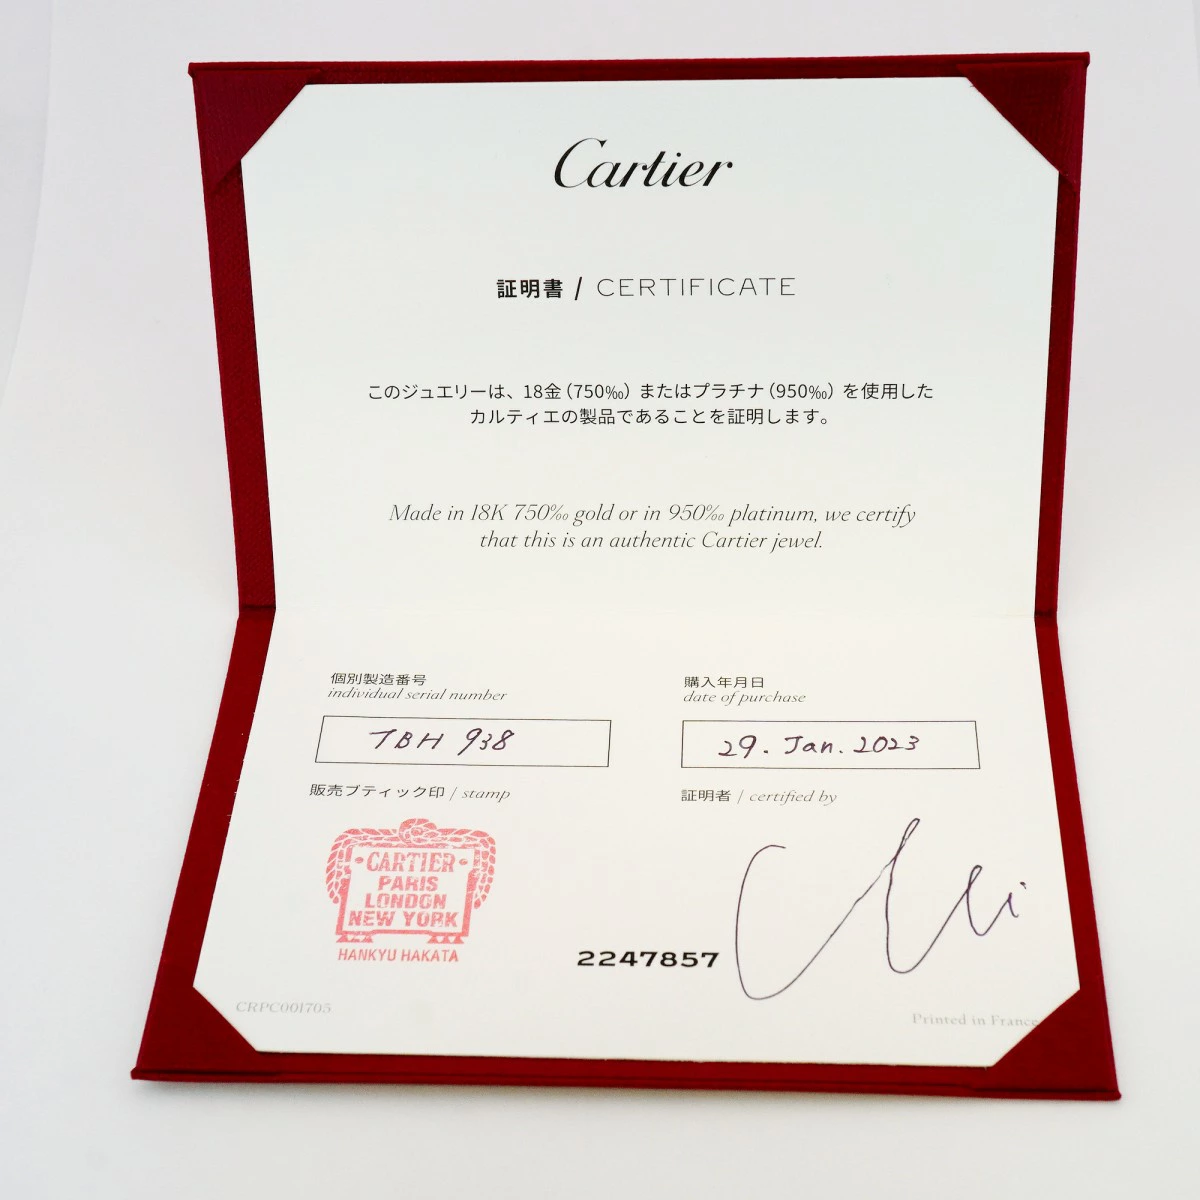 Cartier
証明書 / CERTIFICATE
このジュエリーは、18金（750‰）またはプラチナ（950‰）を使用した
カルティエの製品であることを証明します。
Made in 18K 750‰ gold or in 950‰ platinum, we certify
that this is an authentic Cartier jewel.
個別製造番号
individual serial number
TBH 938
購入年月日
date of purchase
29. Jan. 2023
販売ブティック印 / stamp
CARTIER
PARIS
LONDON
NEW YORK
HANKYU HAKATA
証明者 / certified by
2247857
CRPC001705
Printed in France